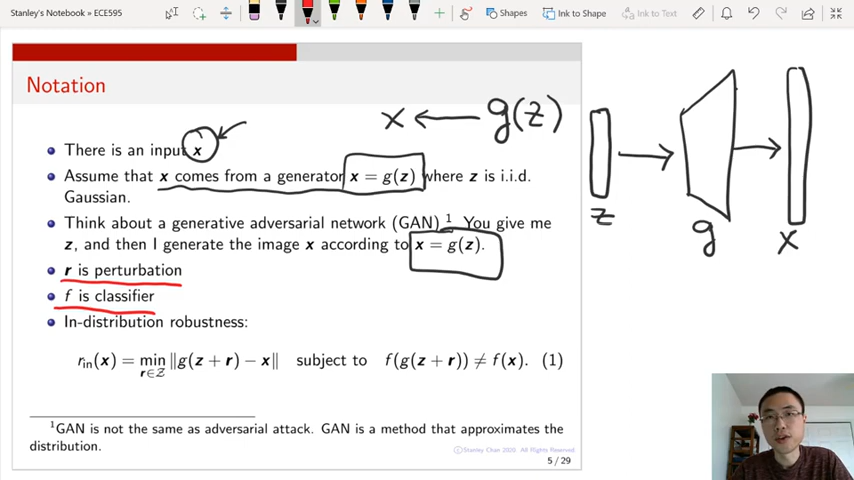 Stanley's Notebook » ECE595
Shapes
Ink to Shape
Ink to Text
Notation
x ← g(z)
There is an input x
Assume that x comes from a generator x = g(z) where z is i.i.d.
Gaussian.
Think about a generative adversarial network (GAN) 1 You give me
z, and then I generate the image x according to x = g(z).
r is perturbation
f is classifier
In-distribution robustness:
r_in(x) = min_{r∈Z} ‖g(z + r) − x‖ subject to f(g(z + r)) ≠ f(x). (1)
1GAN is not the same as adversarial attack. GAN is a method that approximates the
distribution.
©Stanley Chan 2020. All Rights Reserved.
5 / 29
z
g
x